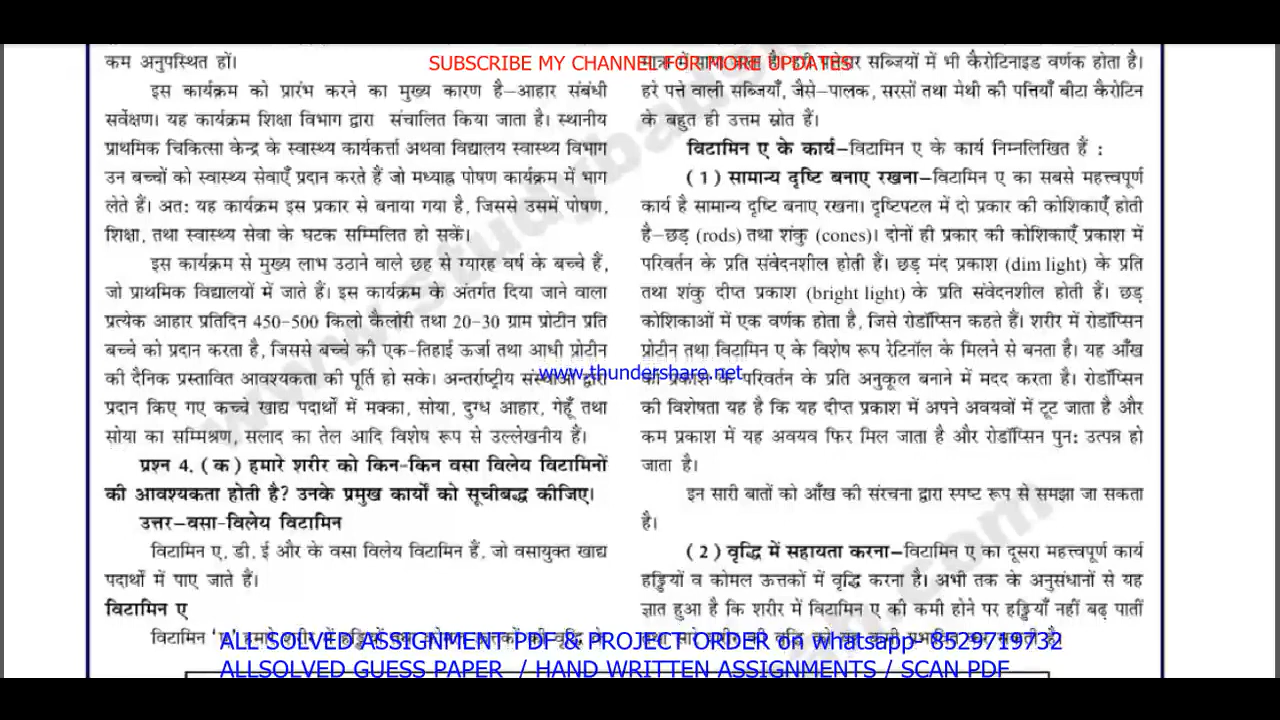 कम अनुपस्थित हों।
इस कार्यक्रम को प्रारंभ करने का मुख्य कारण है–आहार संबंधी
सर्वेक्षण। यह कार्यक्रम शिक्षा विभाग द्वारा संचालित किया जाता है। स्थानीय
प्राथमिक चिकित्सा केन्द्र के स्वास्थ्य कार्यकर्त्ता अथवा विद्यालय स्वास्थ्य विभाग
उन बच्चों को स्वास्थ्य सेवाएँ प्रदान करते हैं जो मध्याह्न पोषण कार्यक्रम में भाग
लेते हैं। अत: यह कार्यक्रम इस प्रकार से बनाया गया है, जिससे उसमें पोषण,
शिक्षा, तथा स्वास्थ्य सेवा के घटक सम्मिलित हो सकें।
इस कार्यक्रम से मुख्य लाभ उठाने वाले छह से ग्यारह वर्ष के बच्चे हैं,
जो प्राथमिक विद्यालयों में जाते हैं। इस कार्यक्रम के अंतर्गत दिया जाने वाला
प्रत्येक आहार प्रतिदिन 450-500 किलो कैलोरी तथा 20-30 ग्राम प्रोटीन प्रति
बच्चे को प्रदान करता है, जिससे बच्चे की एक-तिहाई ऊर्जा तथा आधी प्रोटीन
की दैनिक प्रस्तावित आवश्यकता की पूर्ति हो सके। अन्तर्राष्ट्रीय संस्थाओं द्वारा
प्रदान किए गए कच्चे खाद्य पदार्थों में मक्का, सोया, दुग्ध आहार, गेहूँ तथा
सोया का सम्मिश्रण, सलाद का तेल आदि विशेष रूप से उल्लेखनीय हैं।
प्रश्न 4. (क) हमारे शरीर को किन-किन वसा विलेय विटामिनों
की आवश्यकता होती है? उनके प्रमुख कार्यों को सूचीबद्ध कीजिए।
उत्तर–वसा-विलेय विटामिन
विटामिन ए, डी, ई और के वसा विलेय विटामिन हैं, जो वसायुक्त खाद्य
पदार्थों में पाए जाते हैं।
विटामिन ए
विटामिन 'ए' हमारे शरीर में
SUBSCRIBE MY CHANNEL FOR MORE UPDATES
सब्जियों में भी कैरोटिनाइड वर्णक होता है।
हरे पत्ते वाली सब्जियाँ, जैसे–पालक, सरसों तथा मेथी की पत्तियाँ बीटा कैरोटिन
के बहुत ही उत्तम स्रोत हैं।
विटामिन ए के कार्य–विटामिन ए के कार्य निम्नलिखित हैं :
(1) सामान्य दृष्टि बनाए रखना–विटामिन ए का सबसे महत्त्वपूर्ण
कार्य है सामान्य दृष्टि बनाए रखना। दृष्टिपटल में दो प्रकार की कोशिकाएँ होती
है–छड़ (rods) तथा शंकु (cones)। दोनों ही प्रकार की कोशिकाएँ प्रकाश में
परिवर्तन के प्रति संवेदनशील होती हैं। छड़ मंद प्रकाश (dim light) के प्रति
तथा शंकु दीप्त प्रकाश (bright light) के प्रति संवेदनशील होती हैं। छड़
कोशिकाओं में एक वर्णक होता है, जिसे रोडॉप्सिन कहते हैं। शरीर में रोडॉप्सिन
प्रोटीन तथा विटामिन ए के विशेष रूप रेटिनॉल के मिलने से बनता है। यह आँख
को प्रकाश के परिवर्तन के प्रति अनुकूल बनाने में मदद करता है। रोडॉप्सिन
की विशेषता यह है कि यह दीप्त प्रकाश में अपने अवयवों में टूट जाता है और
कम प्रकाश में यह अवयव फिर मिल जाता है और रोडॉप्सिन पुन: उत्पन्न हो
जाता है।
इन सारी बातों को आँख की संरचना द्वारा स्पष्ट रूप से समझा जा सकता
है।
(2) वृद्धि में सहायता करना–विटामिन ए का दूसरा महत्त्वपूर्ण कार्य
हड्डियों व कोमल ऊत्तकों में वृद्धि करना है। अभी तक के अनुसंधानों से यह
ज्ञात हुआ है कि शरीर में विटामिन ए की कमी होने पर हड्डियाँ नहीं बढ़ पातीं
www.thundershare.net
ALL SOLVED ASSIGNMENT PDF & PROJECT ORDER on whatsapp- 8529719732
ALLSOLVED GUESS PAPER / HAND WRITTEN ASSIGNMENTS / SCAN PDF